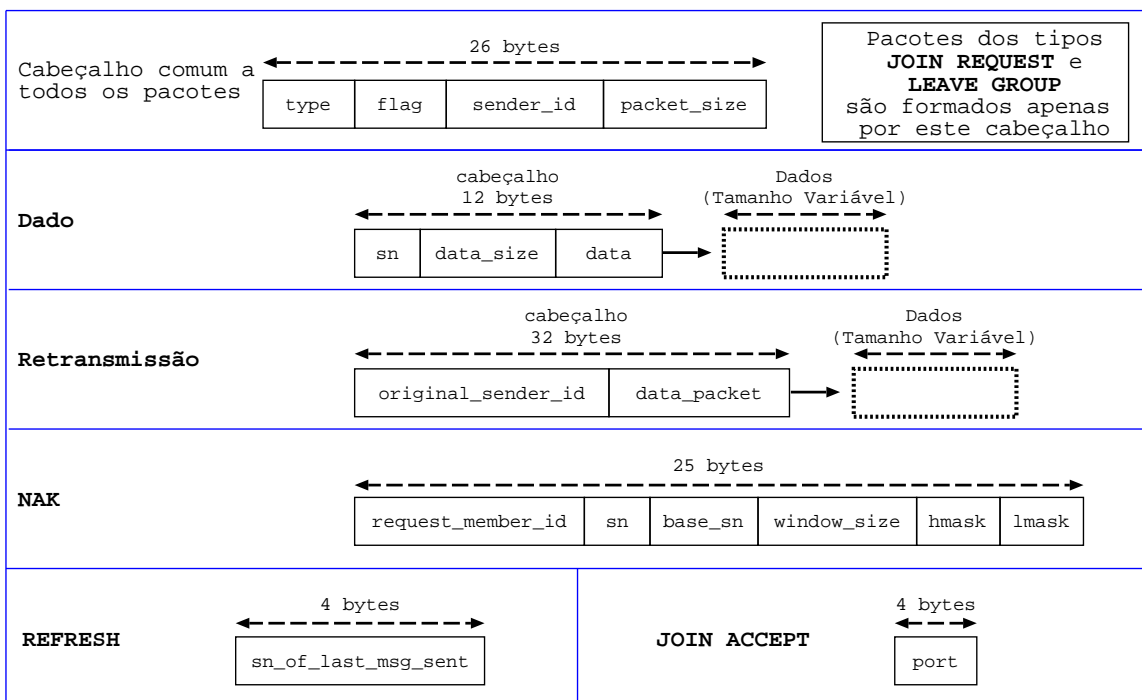 26 bytes
Cabeçalho comum a
todos os pacotes
type flag sender_id packet_size
Pacotes dos tipos
JOIN REQUEST e
LEAVE GROUP
são formados apenas
por este cabeçalho
Dado
cabeçalho
12 bytes
Dados
(Tamanho Variável)
sn data_size data
Retransmissão
cabeçalho
32 bytes
Dados
(Tamanho Variável)
original_sender_id data_packet
NAK
25 bytes
request_member_id sn base_sn window_size hmask lmask
REFRESH
4 bytes
sn_of_last_msg_sent
JOIN ACCEPT
4 bytes
port